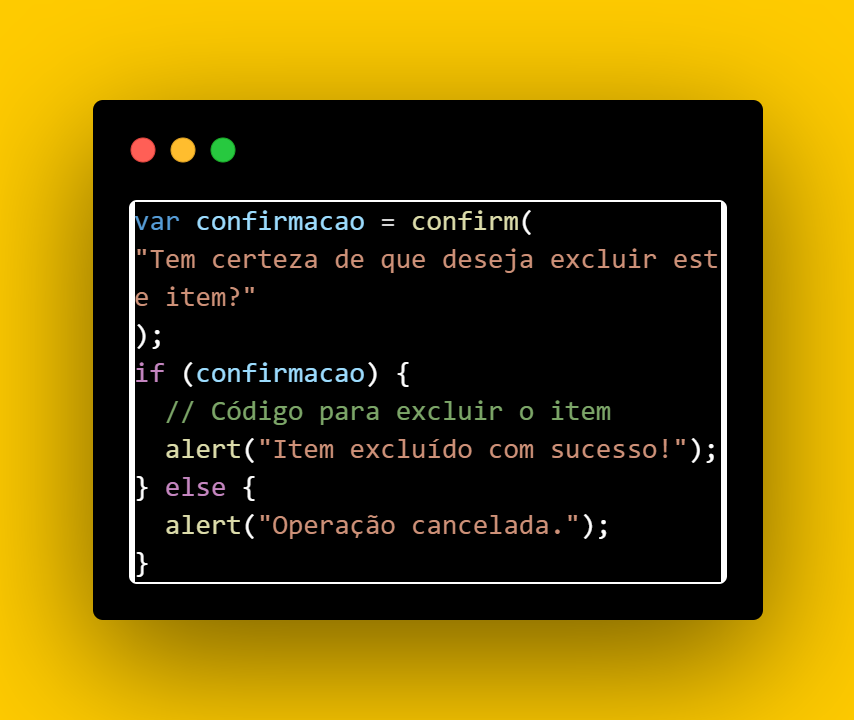 var confirmacao = confirm(
"Tem certeza de que deseja excluir est
e item?"
);
if (confirmacao) {
  // Código para excluir o item
  alert("Item excluído com sucesso!");
} else {
  alert("Operação cancelada.");
}